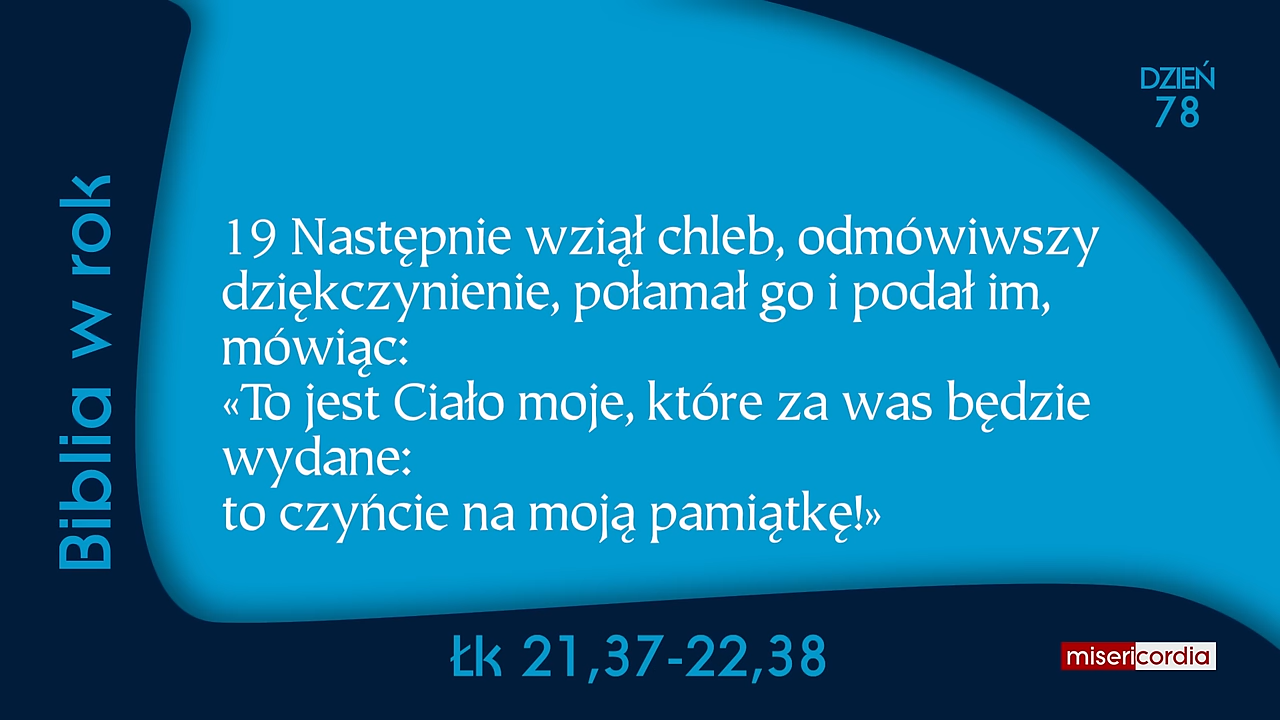 DZIEŃ
78
Biblia w rok
19 Następnie wziął chleb, odmówiwszy
dziękczynienie, połamał go i podał im,
mówiąc:
«To jest Ciało moje, które za was będzie
wydane:
to czyńcie na moją pamiątkę!»
Łk 21,37-22,38
misericordia